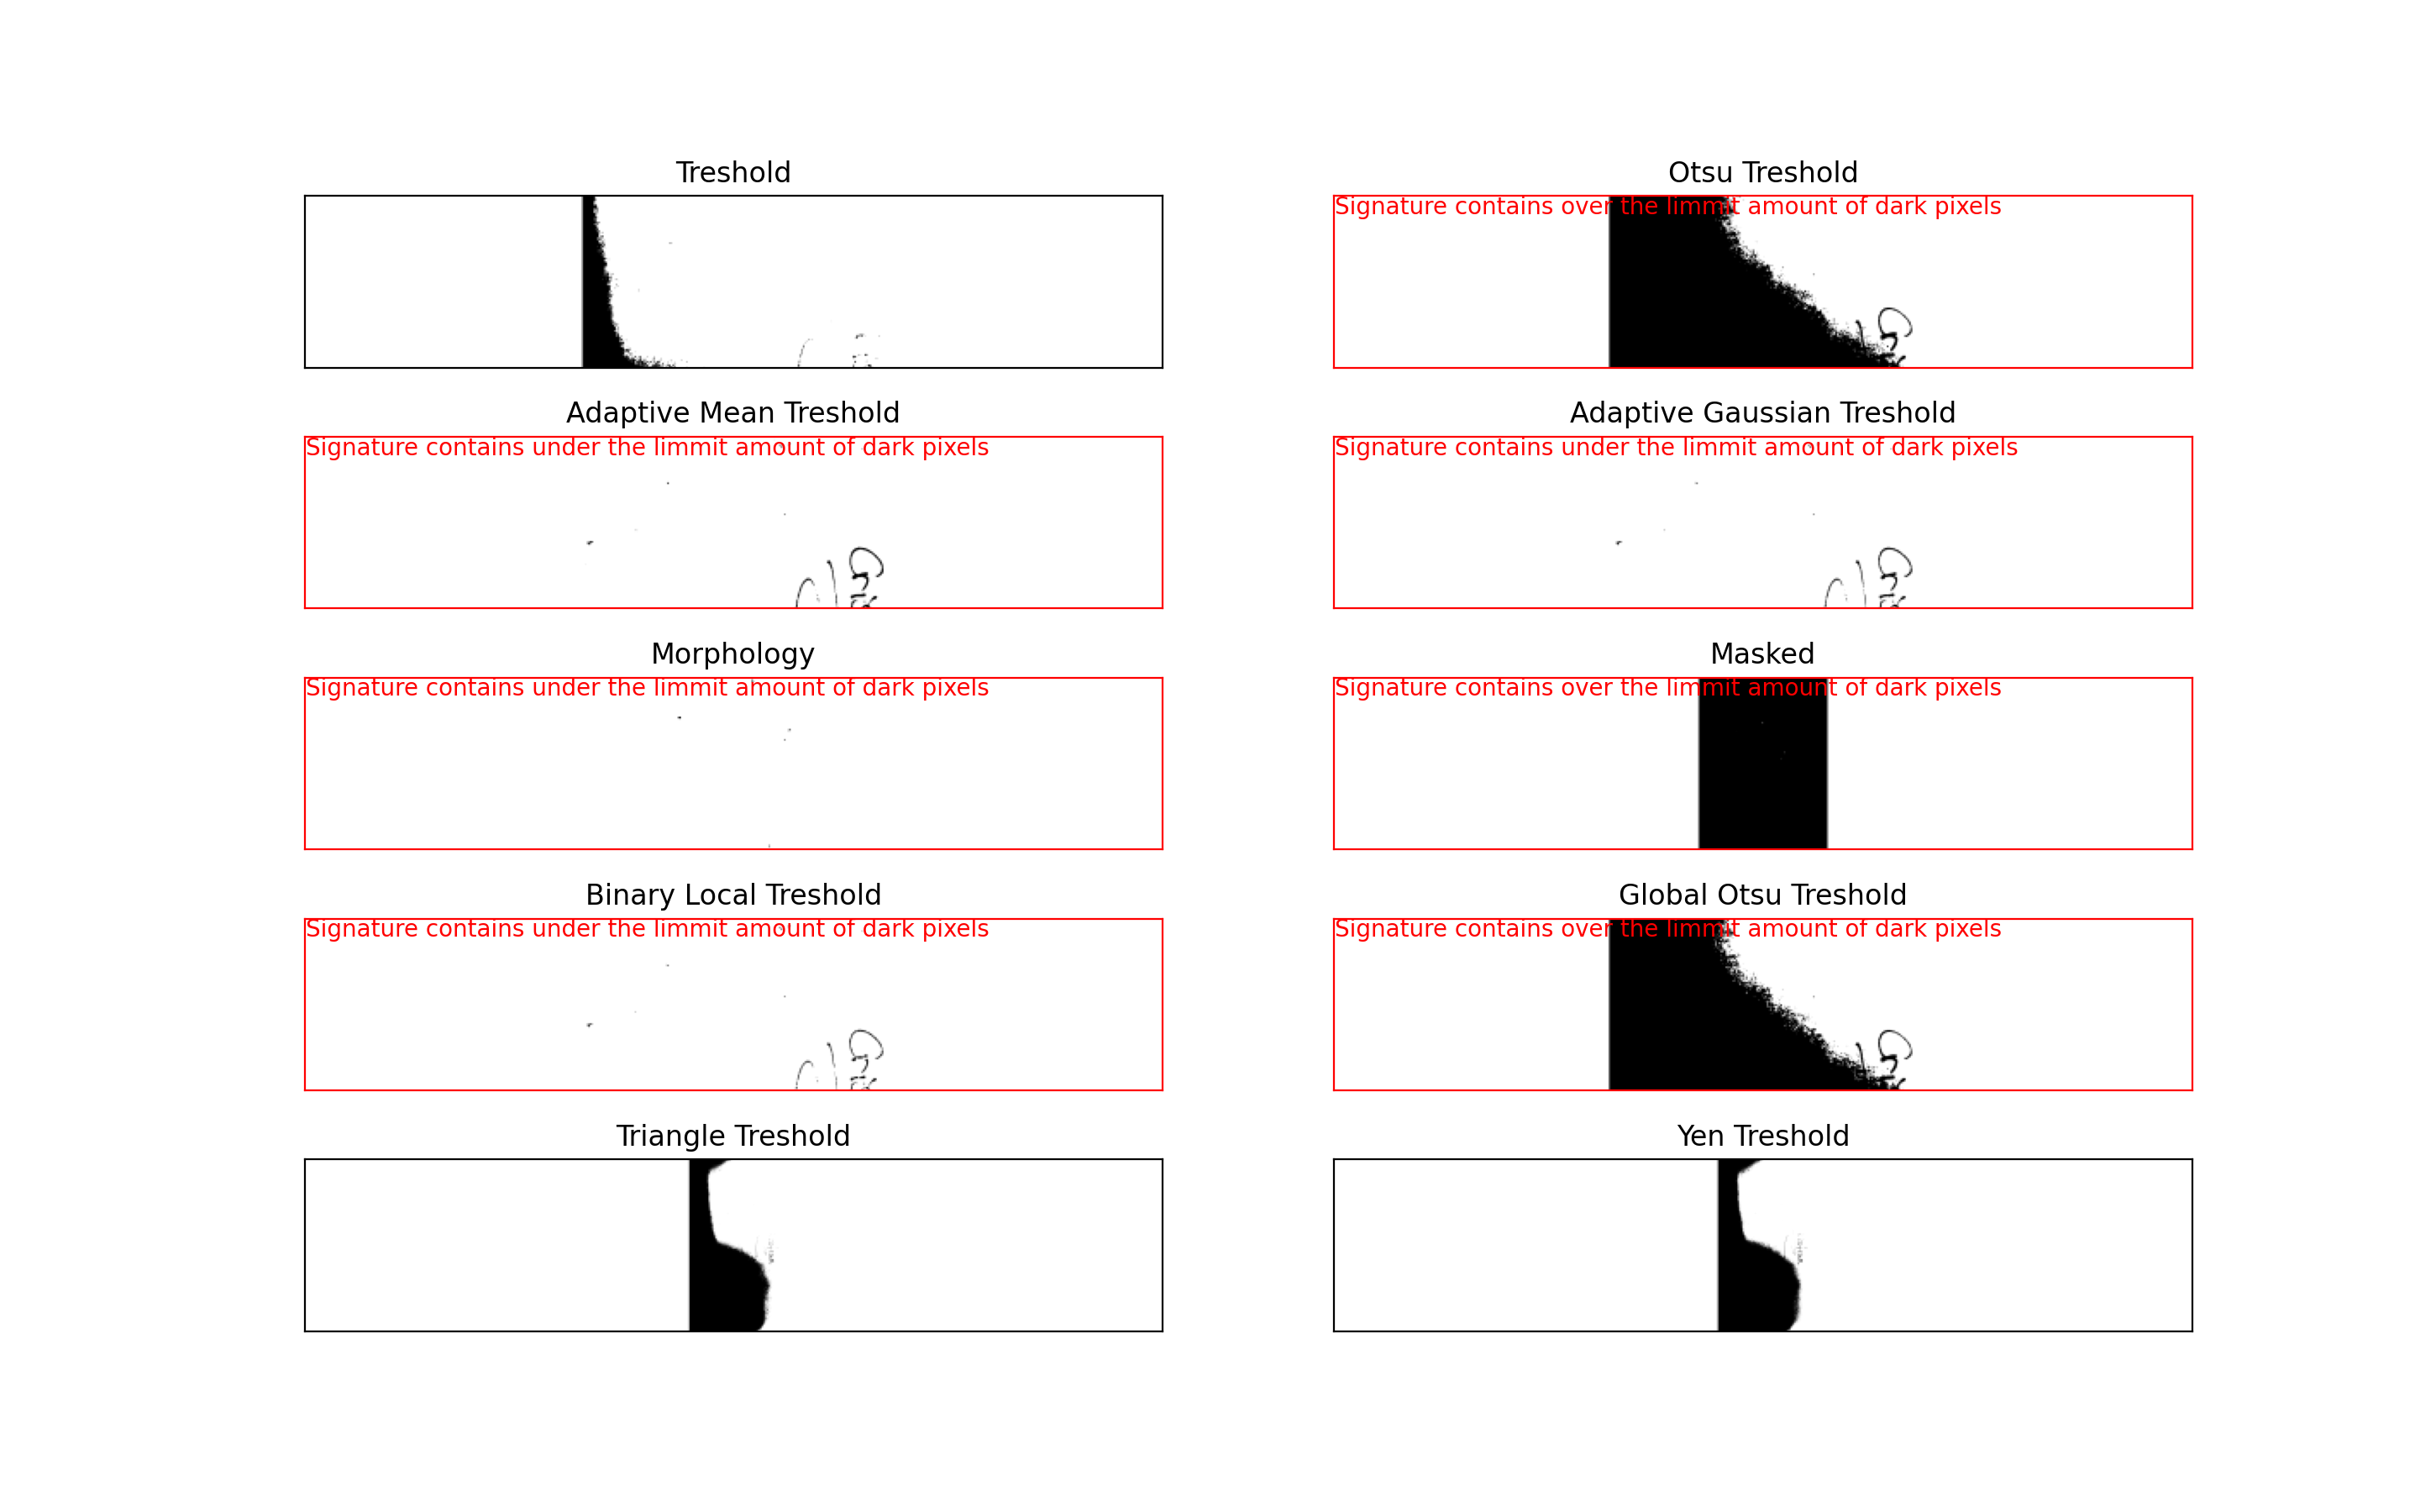 Treshold
Otsu Treshold
Signature contains over the limmit amount of dark pixels
Adaptive Mean Treshold
Adaptive Gaussian Treshold
Signature contains under the limmit amount of dark pixels
Signature contains under the limmit amount of dark pixels
Morphology
Masked
Signature contains under the limmit amount of dark pixels
Signature contains over the limmit amount of dark pixels
Binary Local Treshold
Global Otsu Treshold
Signature contains under the limmit amount of dark pixels
Signature contains over the limmit amount of dark pixels
Triangle Treshold
Yen Treshold